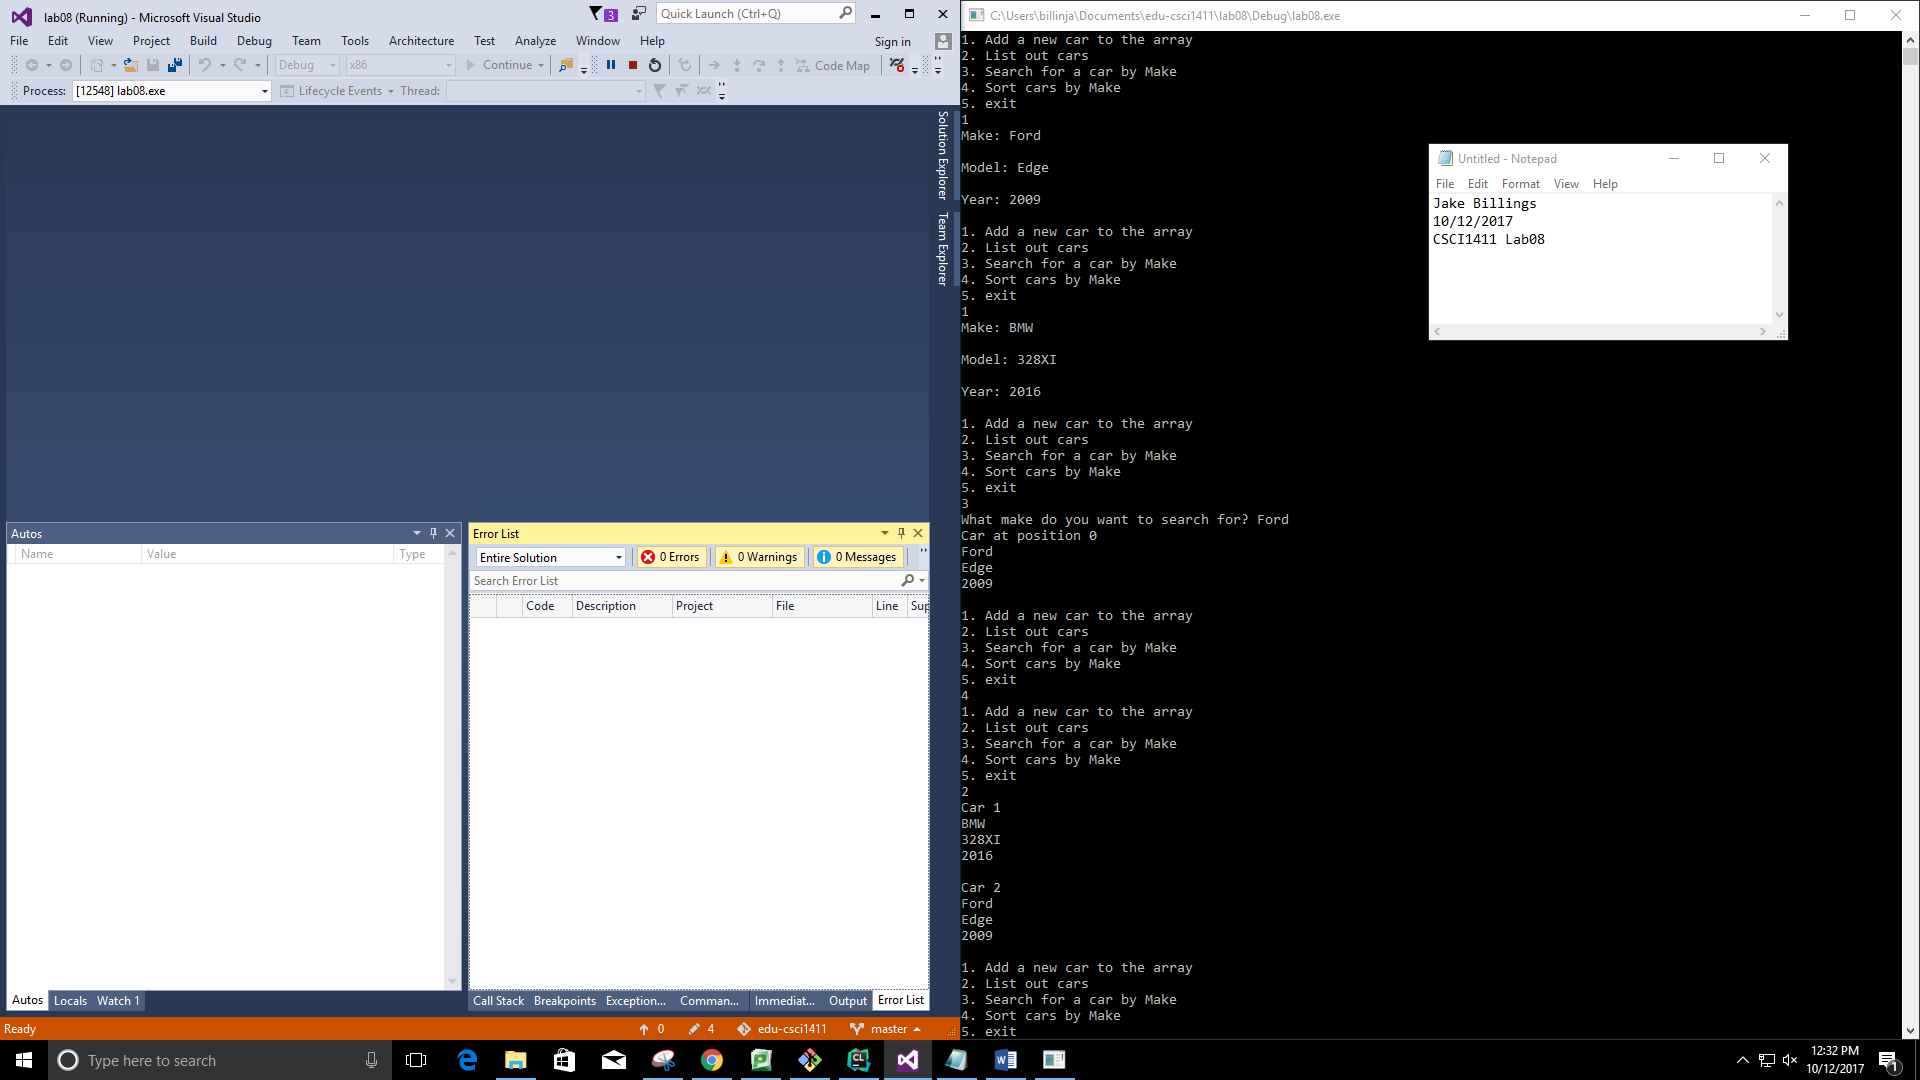 lab08 (Running) - Microsoft Visual Studio
3
Quick Launch (Ctrl+Q)
File Edit View Project Build Debug Team Tools Architecture Test Analyze Window Help Sign in
Debug x86 Continue Code Map
Process: [12548] lab08.exe Lifecycle Events Thread:
Solution Explorer
Team Explorer
Autos
Name Value Type
Autos Locals Watch 1
Error List
Entire Solution 0 Errors 0 Warnings 0 Messages
Search Error List
Code Description Project File Line Sup
Call Stack Breakpoints Exception... Comman... Immediat... Output Error List
Ready 0 4 edu-csci1411 master
C:\Users\billinja\Documents\edu-csci1411\lab08\Debug\lab08.exe
1. Add a new car to the array
2. List out cars
3. Search for a car by Make
4. Sort cars by Make
5. exit
1
Make: Ford
Model: Edge
Year: 2009
1. Add a new car to the array
2. List out cars
3. Search for a car by Make
4. Sort cars by Make
5. exit
1
Make: BMW
Model: 328XI
Year: 2016
1. Add a new car to the array
2. List out cars
3. Search for a car by Make
4. Sort cars by Make
5. exit
3
What make do you want to search for? Ford
Car at position 0
Ford
Edge
2009
1. Add a new car to the array
2. List out cars
3. Search for a car by Make
4. Sort cars by Make
5. exit
4
1. Add a new car to the array
2. List out cars
3. Search for a car by Make
4. Sort cars by Make
5. exit
2
Car 1
BMW
328XI
2016
Car 2
Ford
Edge
2009
1. Add a new car to the array
2. List out cars
3. Search for a car by Make
4. Sort cars by Make
5. exit
Untitled - Notepad
File Edit Format View Help
Jake Billings
10/12/2017
CSCI1411 Lab08
Type here to search
CL
12:32 PM
10/12/2017
1